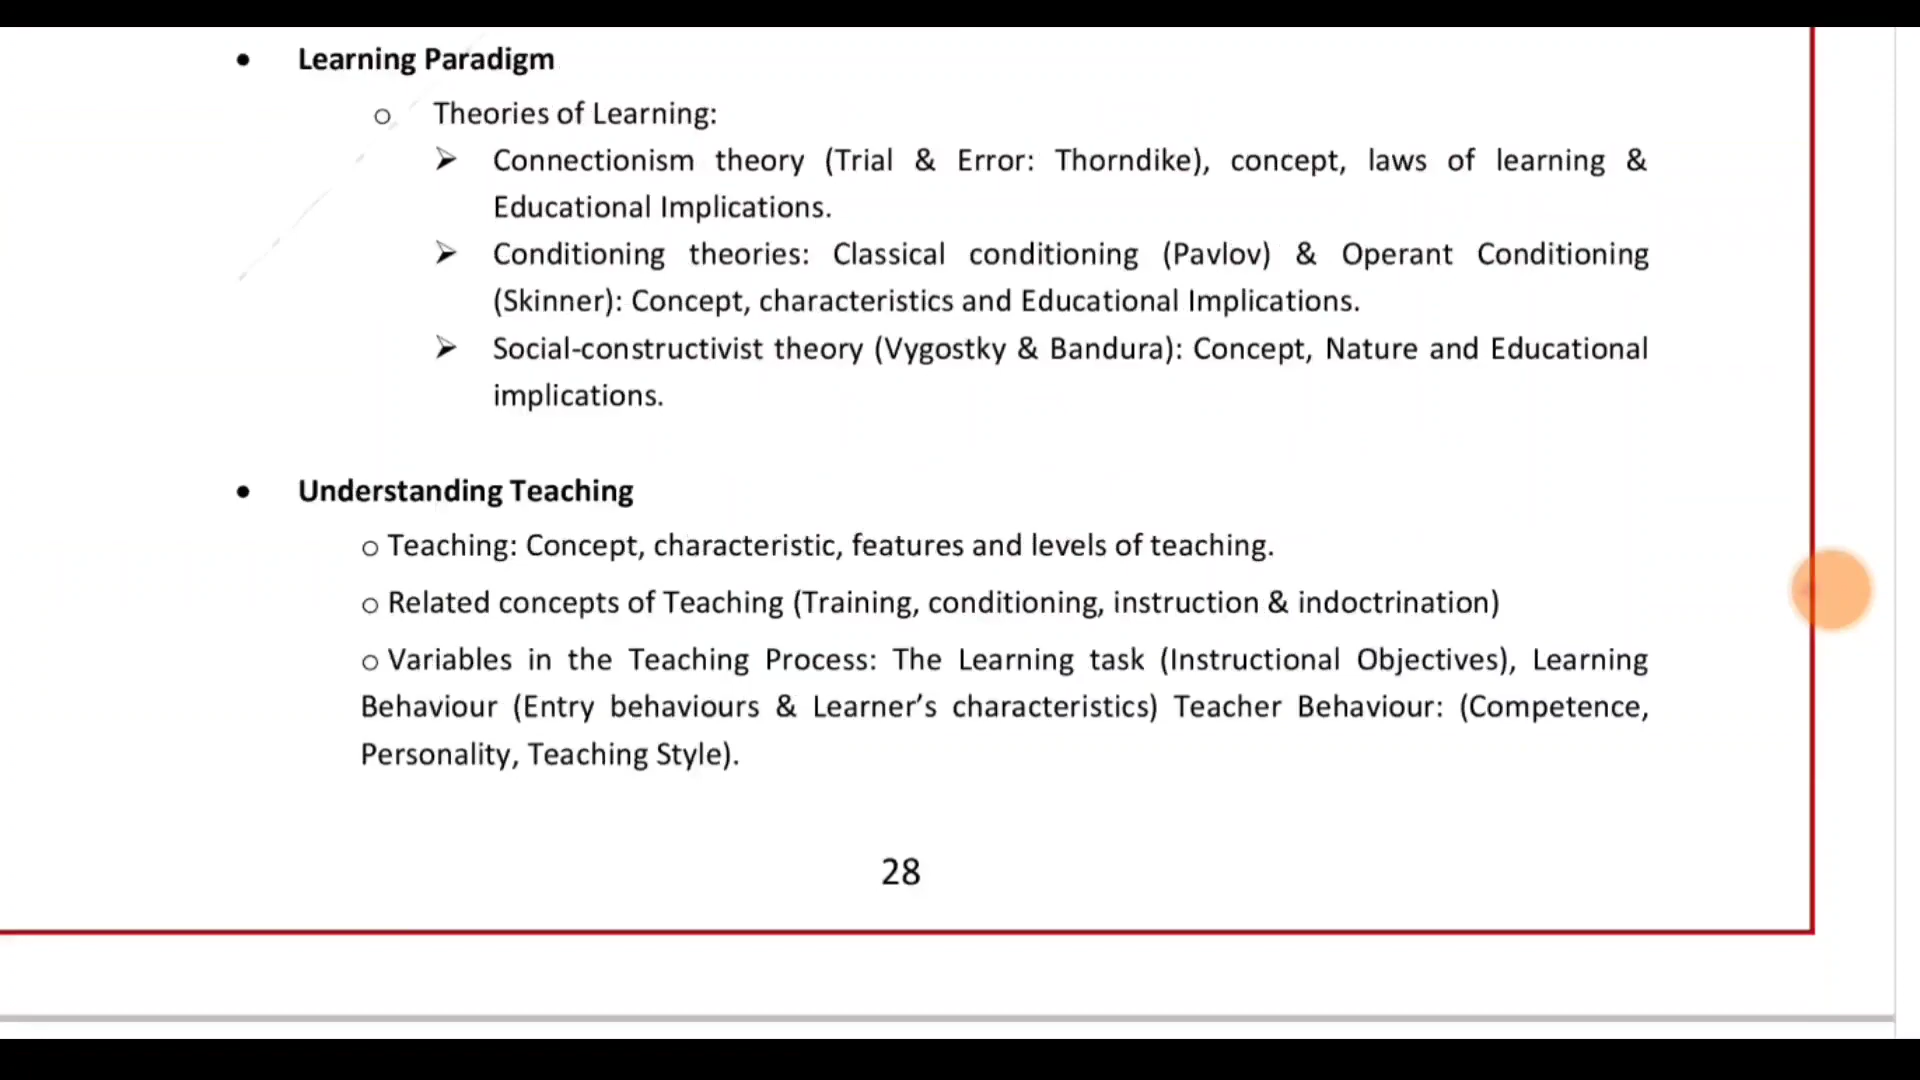 • Learning Paradigm
o Theories of Learning:
➢ Connectionism theory (Trial & Error: Thorndike), concept, laws of learning &
Educational Implications.
➢ Conditioning theories: Classical conditioning (Pavlov) & Operant Conditioning
(Skinner): Concept, characteristics and Educational Implications.
➢ Social-constructivist theory (Vygostky & Bandura): Concept, Nature and Educational
implications.
• Understanding Teaching
o Teaching: Concept, characteristic, features and levels of teaching.
o Related concepts of Teaching (Training, conditioning, instruction & indoctrination)
o Variables in the Teaching Process: The Learning task (Instructional Objectives), Learning
Behaviour (Entry behaviours & Learner’s characteristics) Teacher Behaviour: (Competence,
Personality, Teaching Style).
28